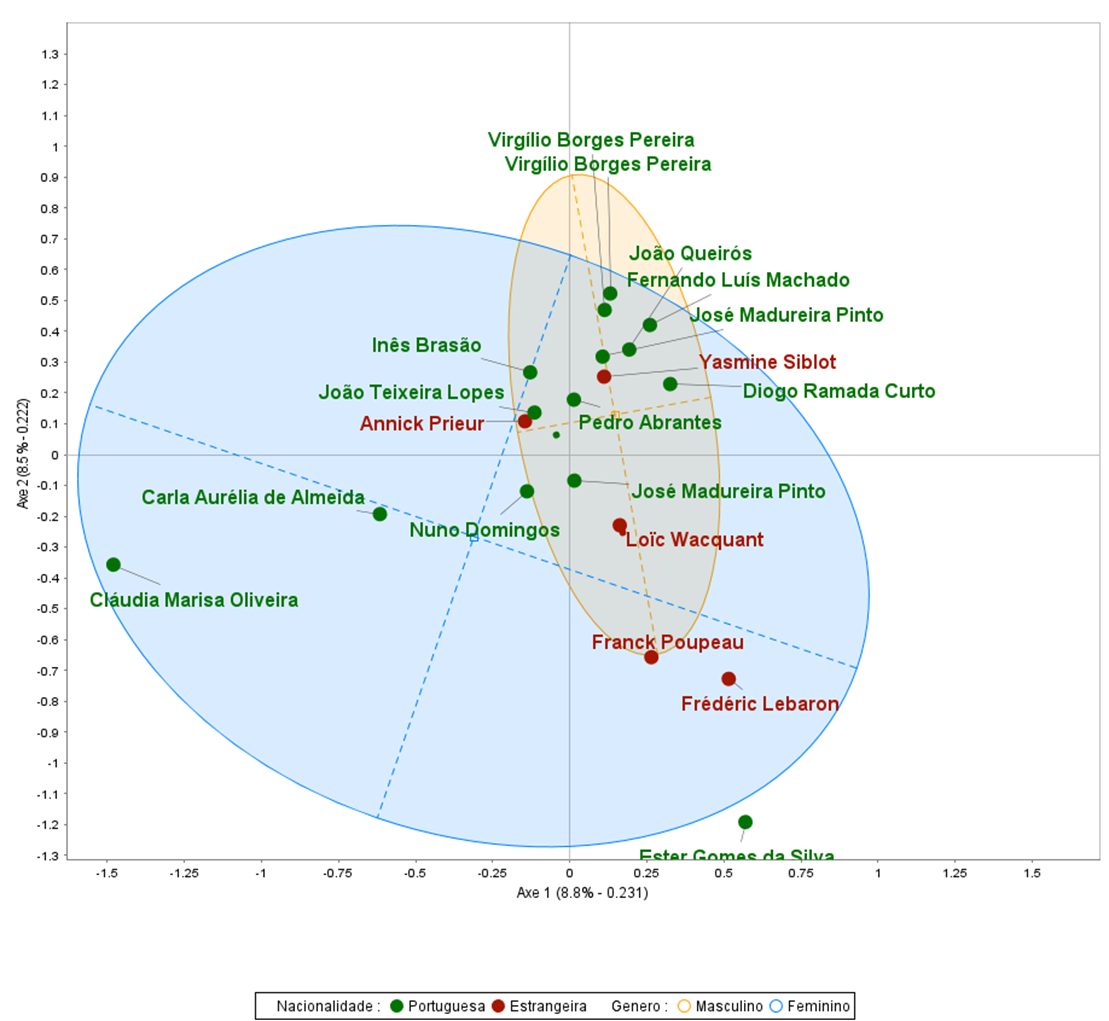 1.3
1.2
1.1
1
0.9
0.8
0.7
0.6
0.5
0.4
0.3
0.2
0.1
0
-0.1
-0.2
-0.3
-0.4
-0.5
-0.6
-0.7
-0.8
-0.9
-1
-1.1
-1.2
-1.3
Axe 2 (8.5 % - 0.222)
Virgílio Borges Pereira
Virgílio Borges Pereira
João Queirós
Fernando Luís Machado
José Madureira Pinto
Inês Brasão
Yasmine Siblot
João Teixeira Lopes
Diogo Ramada Curto
Annick Prieur
Pedro Abrantes
José Madureira Pinto
Carla Aurélia de Almeida
Nuno Domingos
Loïc Wacquant
Cláudia Marisa Oliveira
Franck Poupeau
Frédéric Lebaron
Ester Gomes da Silva
-1.5 -1.25 -1 -0.75 -0.5 -0.25 0 0.25 0.5 0.75 1 1.25 1.5
Axe 1 (8.8% - 0.231)
Nacionalidade : Portuguesa Estrangeira Genero : Masculino Feminino